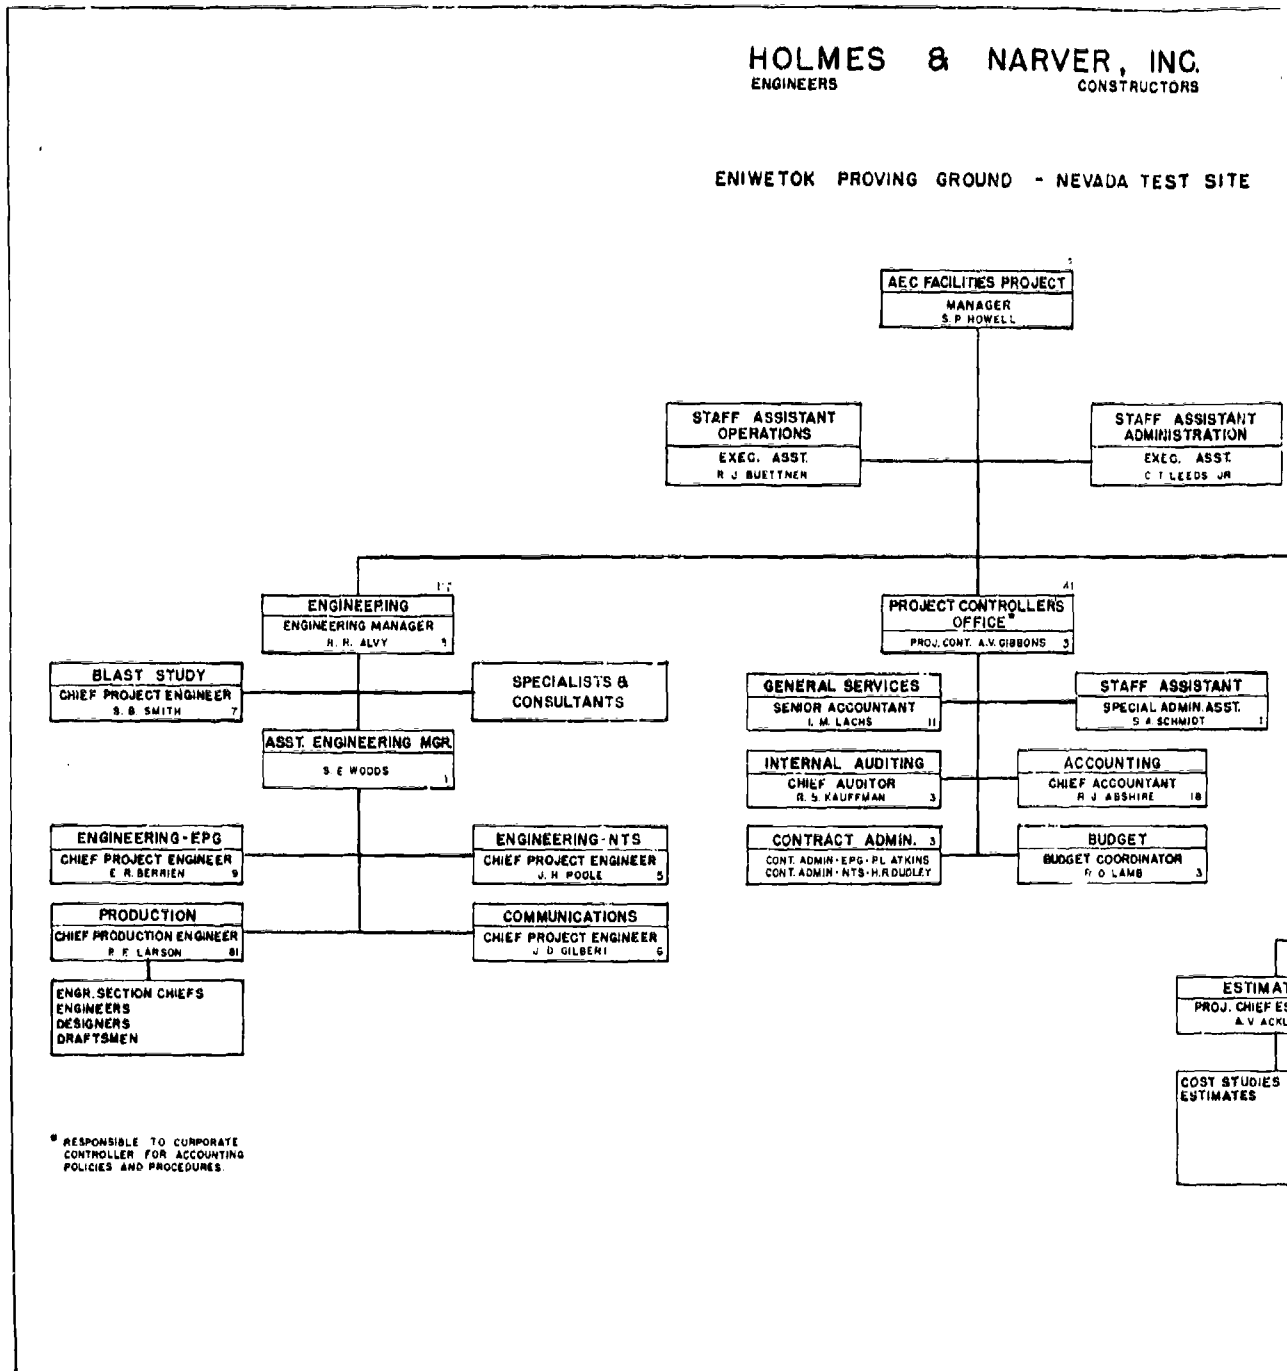 HOLMES & NARVER, INC.
ENGINEERS CONSTRUCTORS
ENIWETOK PROVING GROUND - NEVADA TEST SITE
AEC FACILITIES PROJECT
MANAGER
S. P. HOWELL
STAFF ASSISTANT
OPERATIONS
EXEC. ASST.
R. J. BUETTNER
STAFF ASSISTANT
ADMINISTRATION
EXEC. ASST.
C T LEEDS JR
ENGINEERING
ENGINEERING MANAGER
ALVY
BLAST STUDY
CHIEF PROJECT ENGINEER
S. B. SMITH 7
SPECIALISTS &
CONSULTANTS
ASST. ENGINEERING MGR.
S. E WOODS 1
ENGINEERING-EPG
CHIEF PROJECT ENGINEER
E. R. BERRIEN 9
ENGINEERING-NTS
CHIEF PROJECT ENGINEER
J. H. POOLE 5
PRODUCTION
CHIEF PRODUCTION ENGINEER
LARSON 81
COMMUNICATIONS
CHIEF PROJECT ENGINEER
J. D GILBERT 6
ENGR. SECTION CHIEFS
ENGINEERS
DESIGNERS
DRAFTSMEN
41
PROJECT CONTROLLERS
OFFICE*
PROJ. CONT. A.V. GIBBONS 3
GENERAL SERVICES
SENIOR ACCOUNTANT
I. M. LACHS 11
STAFF ASSISTANT
SPECIAL ADMIN. ASST.
S A SCHMIDT 1
INTERNAL AUDITING
CHIEF AUDITOR
R. S. KAUFFMAN 3
ACCOUNTING
CHIEF ACCOUNTANT
R J ABSHIRE 18
CONTRACT ADMIN. 3
CONT. ADMIN-EPG-P.L. ATKINS
CONT. ADMIN-NTS-H.R. DUDLEY
BUDGET
BUDGET COORDINATOR
LAMB 3
ESTIMAT
PROJ. CHIEF ES
A. V ACKL
COST STUDIES
ESTIMATES
* RESPONSIBLE TO CORPORATE
CONTROLLER FOR ACCOUNTING
POLICIES AND PROCEDURES.